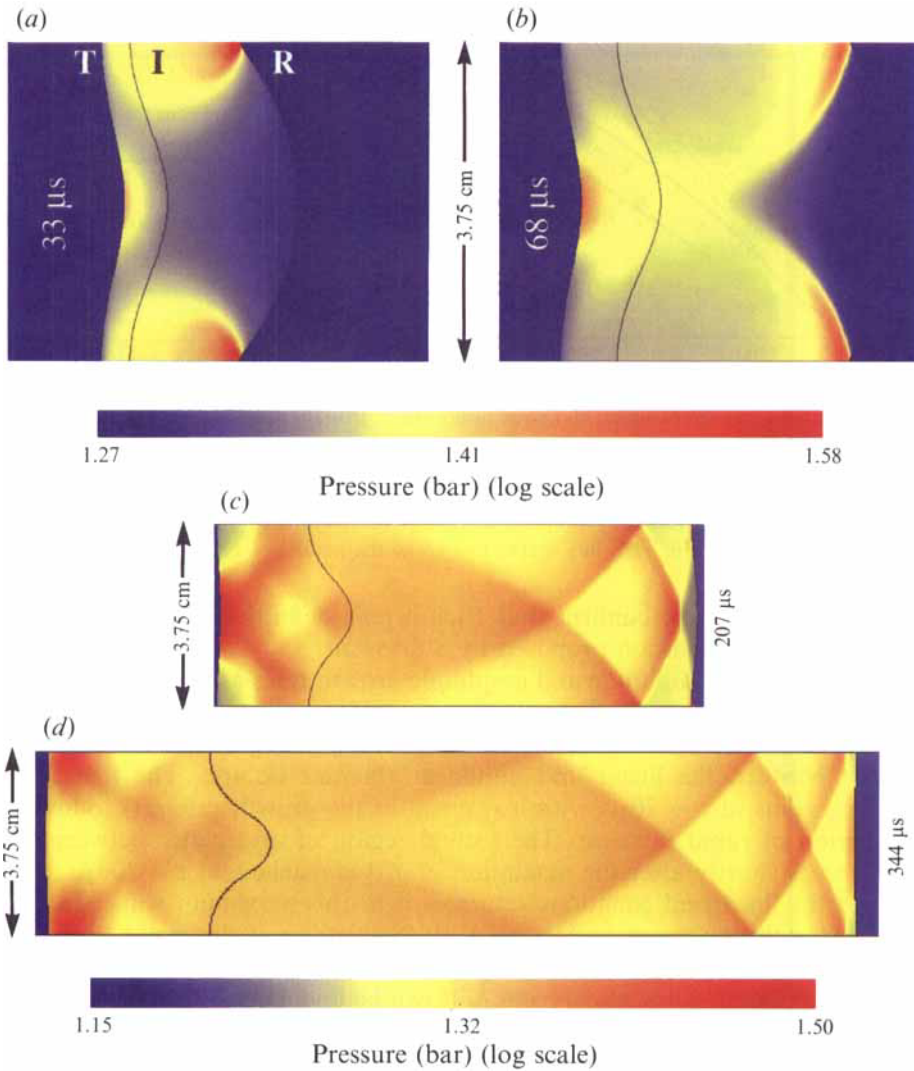 (a)
(b)
T I R
33 μs
3.75 cm
68 μs
1.27 1.41 1.58
Pressure (bar) (log scale)
(c)
3.75 cm
207 μs
(d)
3.75 cm
344 μs
1.15 1.32 1.50
Pressure (bar) (log scale)